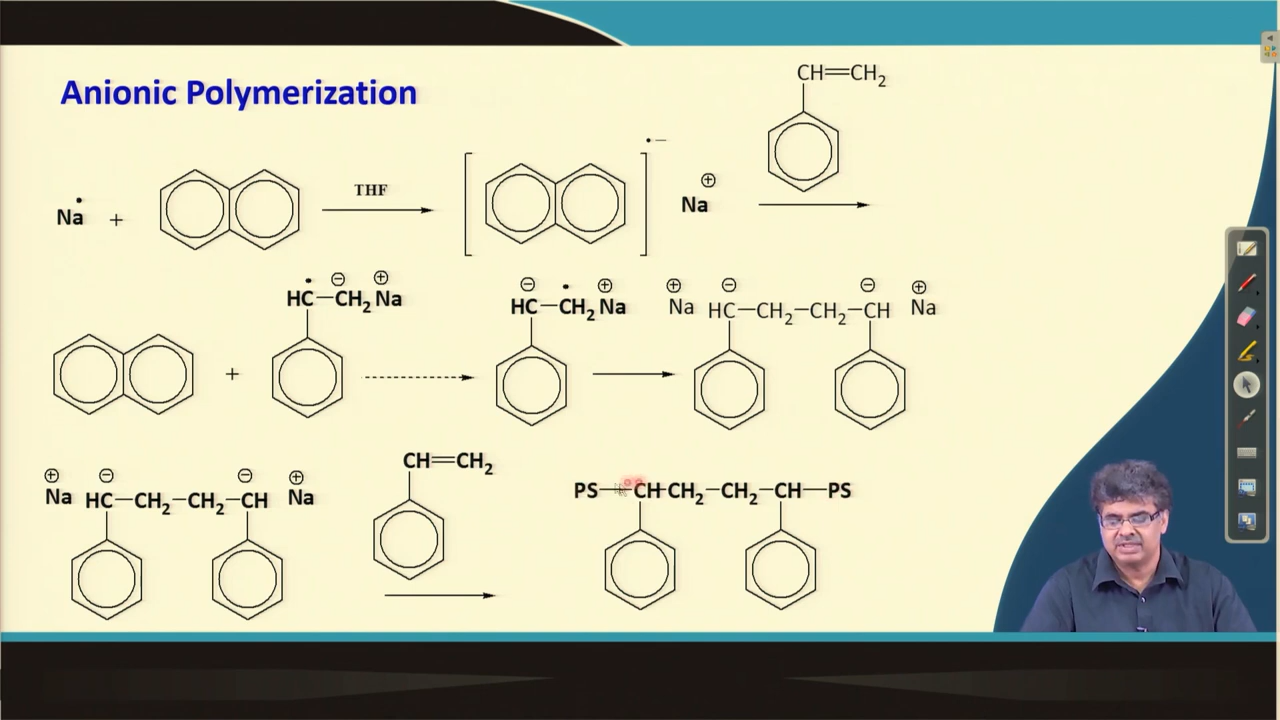 Anionic Polymerization
CH=CH₂
Na• + THF [ ]•− Na⊕
HC•−CH₂⊖ Na⊕
HC⊖−CH₂• Na⊕
Na⊕ HC⊖−CH₂−CH₂−CH⊖ Na⊕
+
Na⊕ HC⊖−CH₂−CH₂−CH⊖ Na⊕
CH=CH₂
PS−CH−CH₂−CH₂−CH−PS